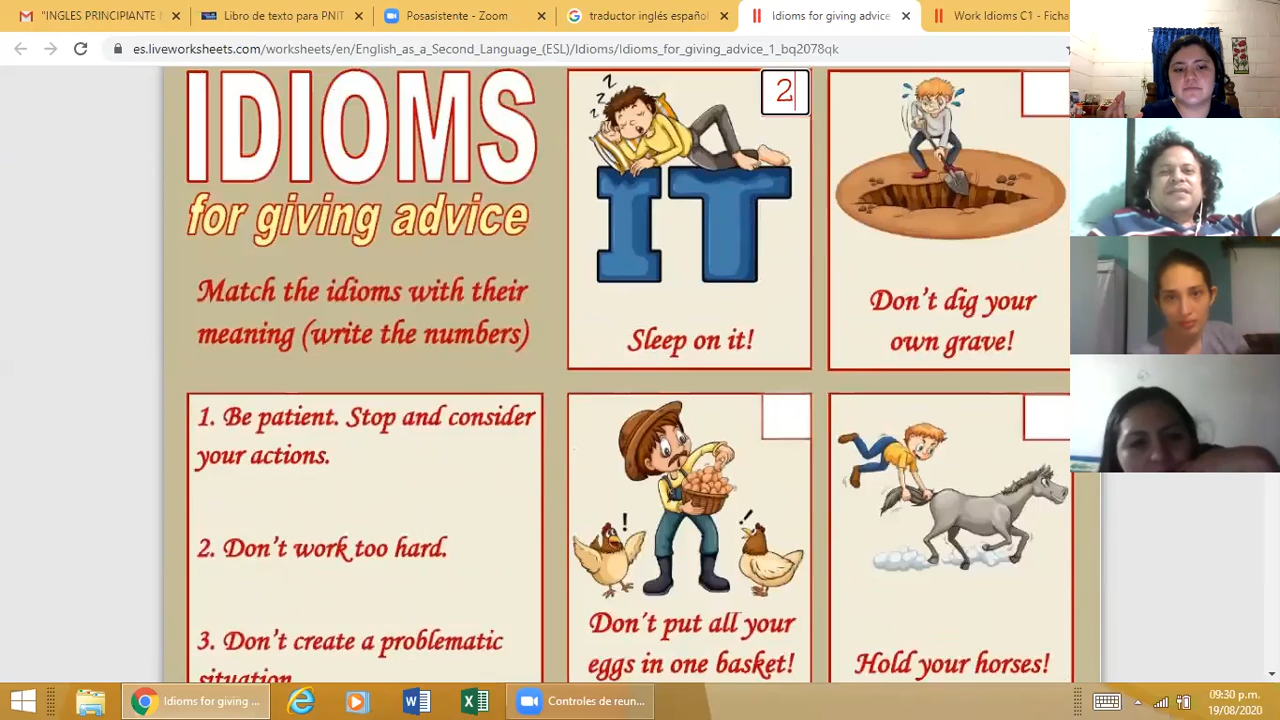 "INGLES PRINCIPIANTE
Libro de texto para PNIT
Posasistente - Zoom
traductor inglés español
Idioms for giving advice
Work Idioms C1 - Ficha
es.liveworksheets.com/worksheets/en/English_as_a_Second_Language_(ESL)/Idioms/Idioms_for_giving_advice_1_bq2078qk
IDIOMS
for giving advice
Match the idioms with their
meaning (write the numbers)
z
z
z
z
2
IT
Sleep on it!
Don't dig your
own grave!
1. Be patient. Stop and consider
your actions.
2. Don't work too hard.
3. Don't create a problematic
situation
! !
Don't put all your
eggs in one basket!
Hold your horses!
Idioms for giving ...
Controles de reun...
09:30 p.m.
19/08/2020